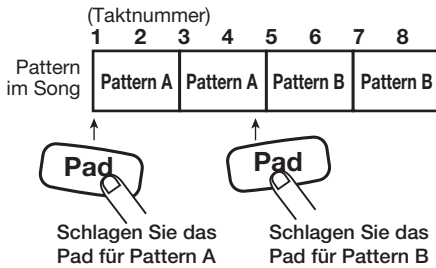 (Taktnummer)
1 2 3 4 5 6 7 8
Pattern im Song
Pattern A Pattern A Pattern B Pattern B
Pad Pad
Schlagen Sie das
Pad für Pattern A
Schlagen Sie das
Pad für Pattern B